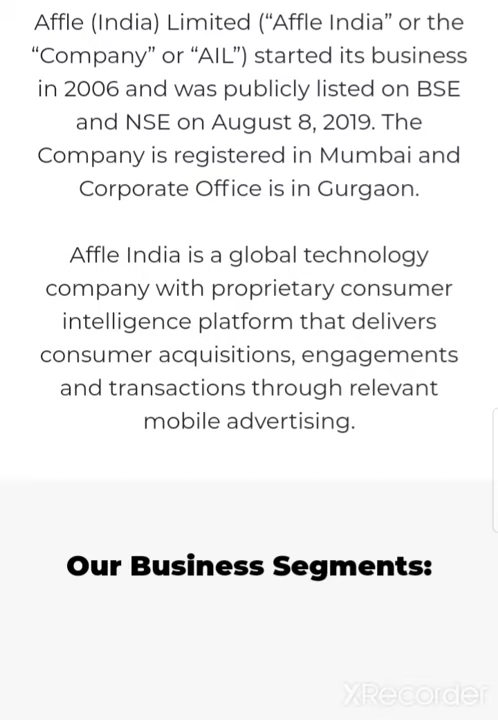 Affle (India) Limited (“Affle India” or the
“Company” or “AIL”) started its business
in 2006 and was publicly listed on BSE
and NSE on August 8, 2019. The
Company is registered in Mumbai and
Corporate Office is in Gurgaon.
Affle India is a global technology
company with proprietary consumer
intelligence platform that delivers
consumer acquisitions, engagements
and transactions through relevant
mobile advertising.
Our Business Segments:
XRecorder